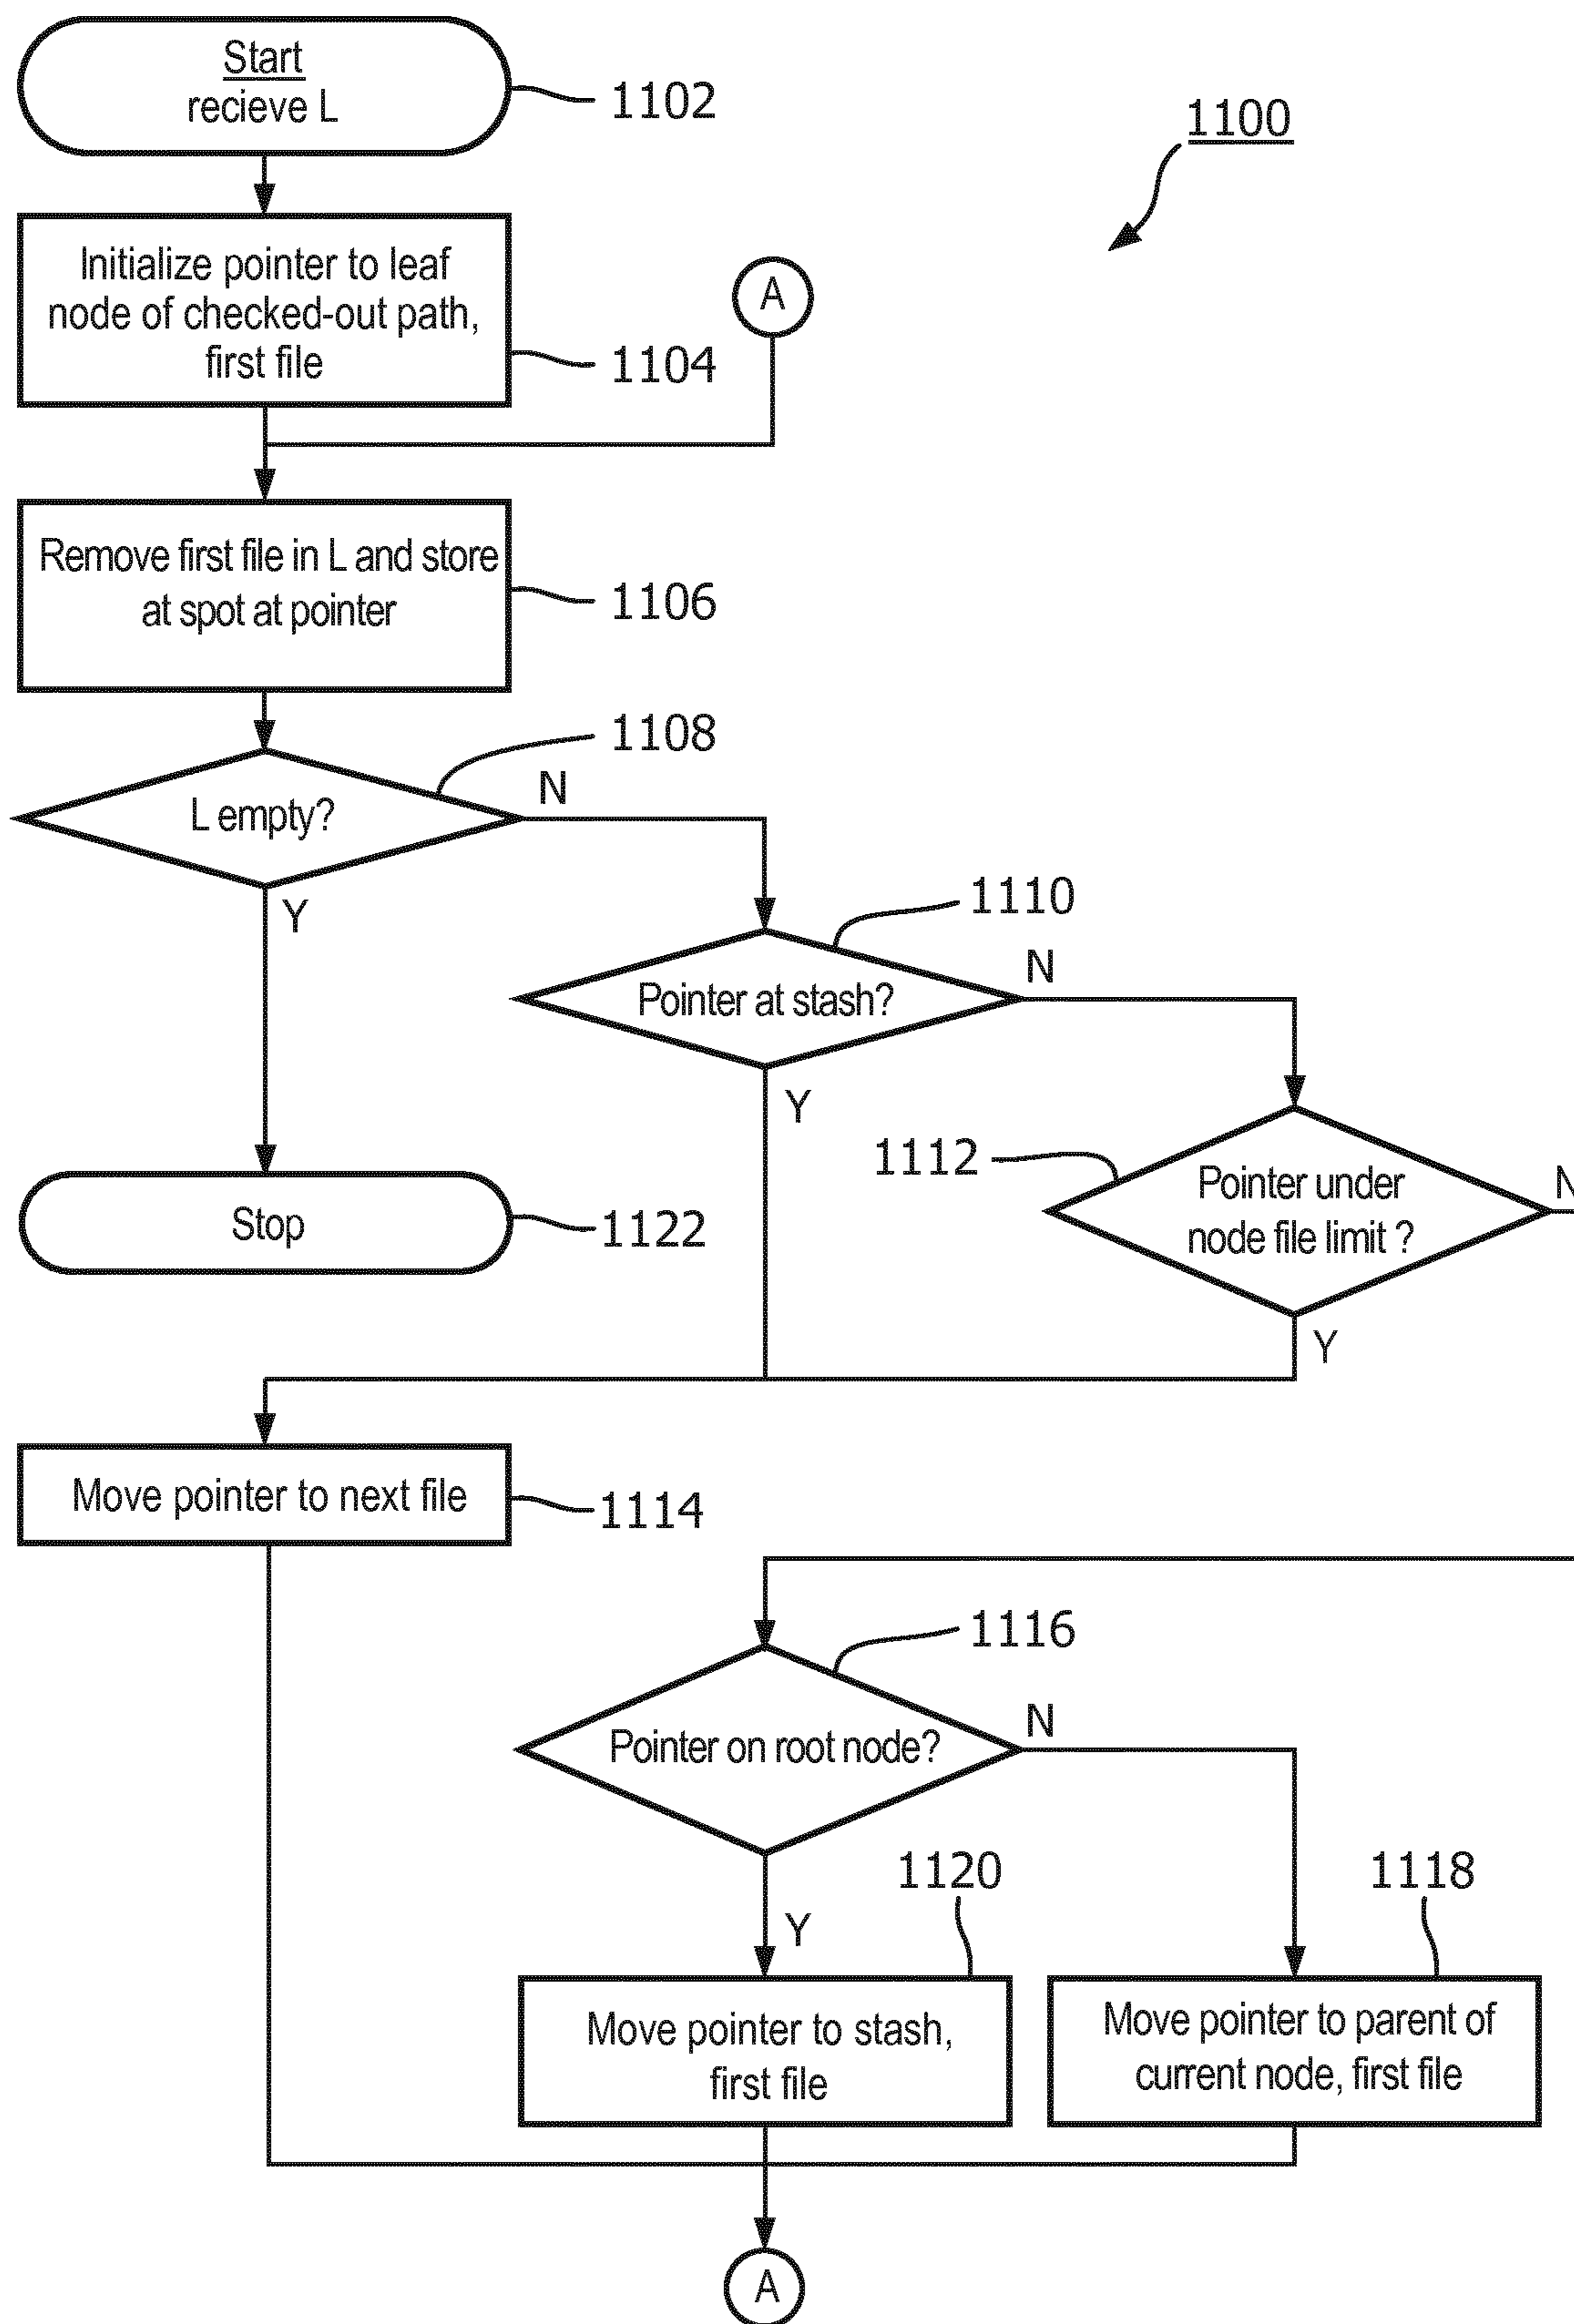 Start
recieve L
1102
1100
Initialize pointer to leaf
node of checked-out path,
first file
1104
A
Remove first file in L and store
at spot at pointer
1106
1108
L empty?
N
Y
1110
Pointer at stash?
N
Y
1112
Pointer under
node file limit ?
N
Y
Stop
1122
Move pointer to next file
1114
1116
Pointer on root node?
N
Y
1120
1118
Move pointer to stash,
first file
Move pointer to parent of
current node, first file
A